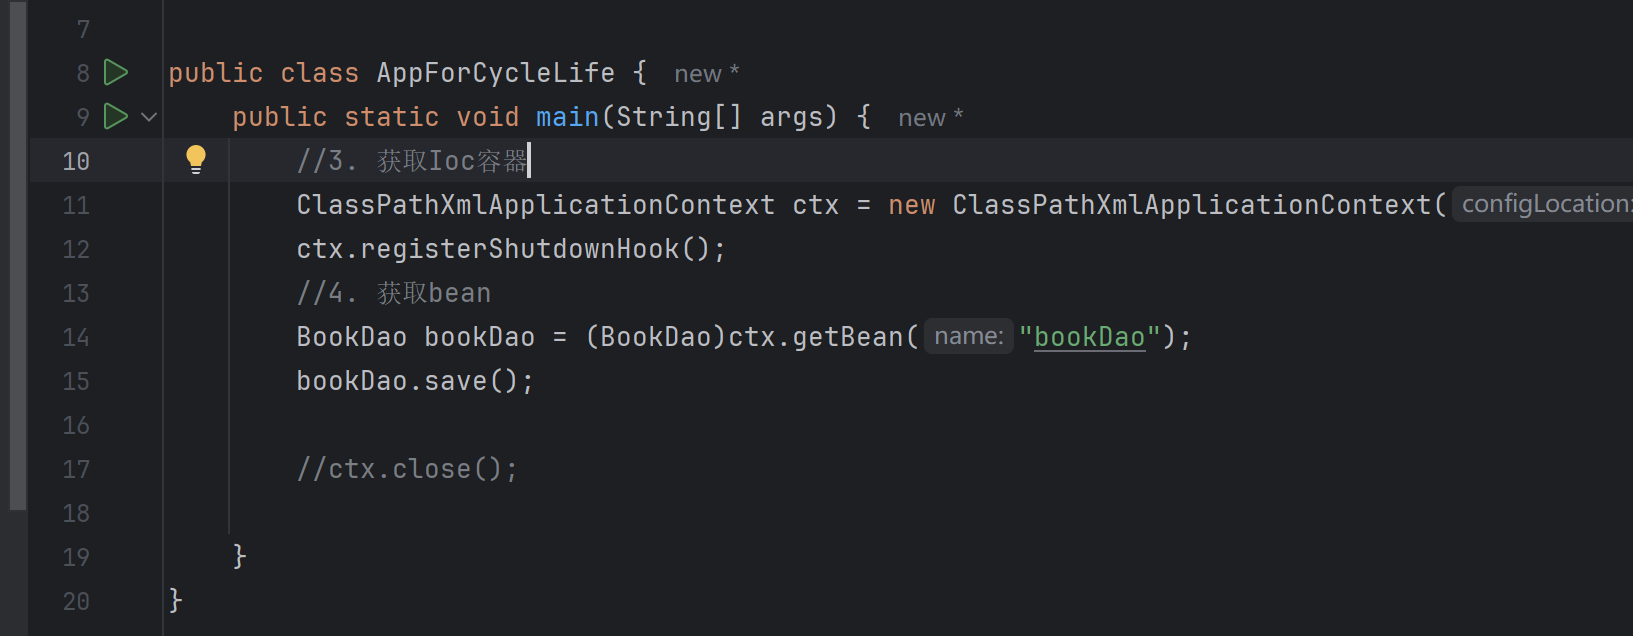 7
8 public class AppForCycleLife { new *
9 public static void main(String[] args) { new *
10 //3. 获取Ioc容器
11 ClassPathXmlApplicationContext ctx = new ClassPathXmlApplicationContext( configLocation
12 ctx.registerShutdownHook();
13 //4. 获取bean
14 BookDao bookDao = (BookDao)ctx.getBean( name: "bookDao");
15 bookDao.save();
16
17 //ctx.close();
18
19 }
20 }